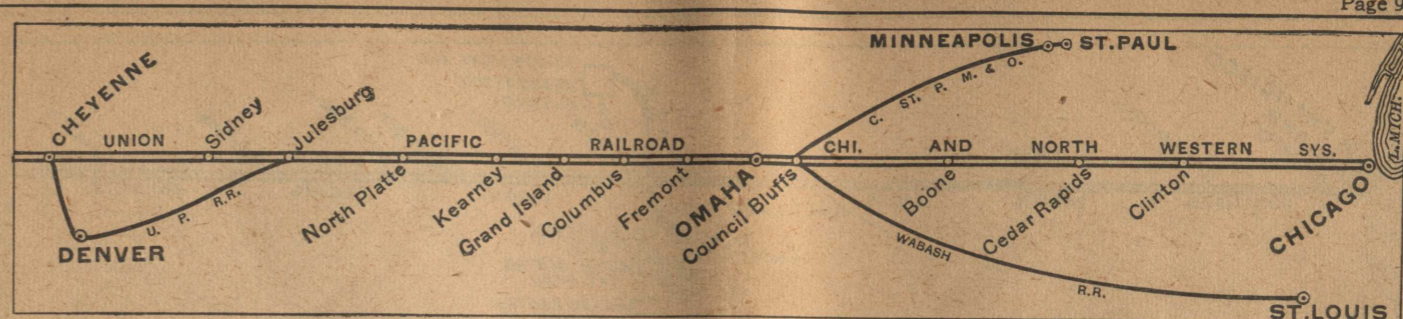 Page 9
MINNEAPOLIS ST.PAUL
C. ST. P. M. & O.
CHEYENNE
UNION
Sidney
Julesburg
PACIFIC
RAILROAD
CHI. AND NORTH WESTERN SYS.
L.MICH.
North Platte
Kearney
Grand Island
Columbus
Fremont
OMAHA
Council Bluffs
Boone
Cedar Rapids
Clinton
CHICAGO
U. P. R.R.
DENVER
WABASH R.R.
ST.LOUIS